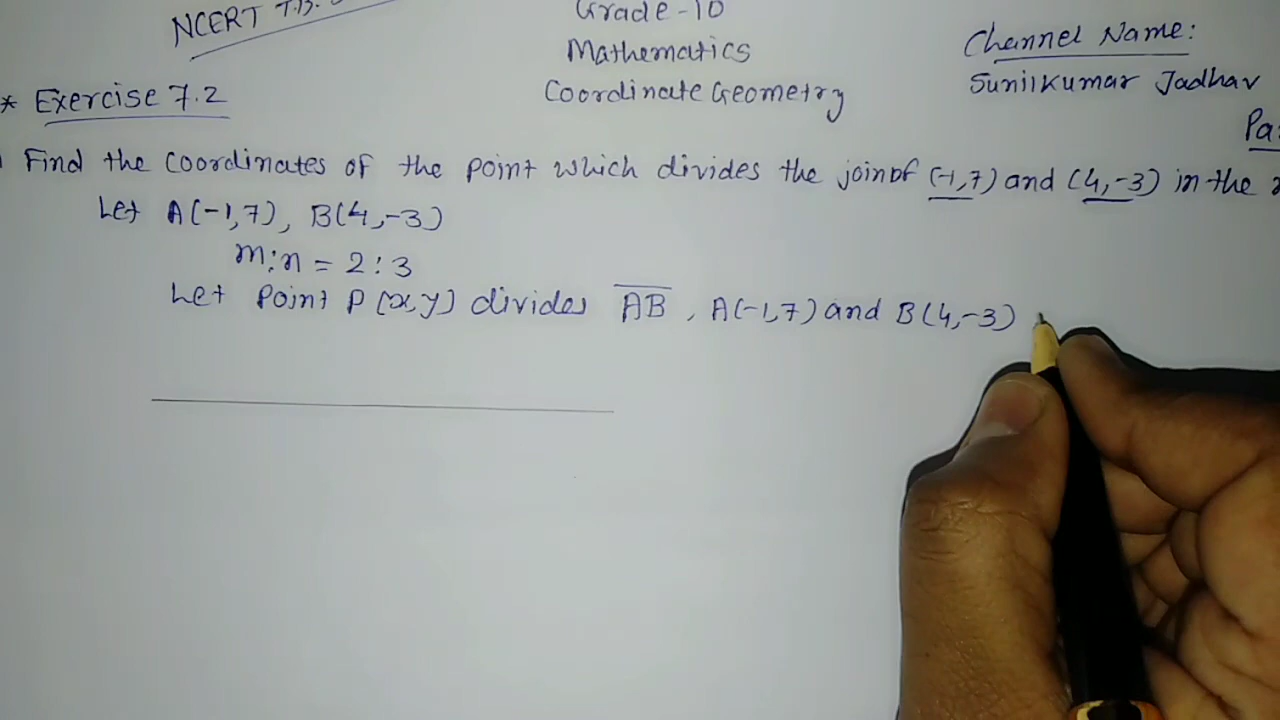 NCERT T.B.
Grade-10
Mathematics
Coordinate Geometry
Channel Name:
Sunilkumar Jadhav
* Exercise 7.2
Find the coordinates of the point which divides the join of (-1,7) and (4,-3) in the
Let A(-1,7), B(4,-3)
m:n = 2:3
Let Point P(x,y) divides AB, A(-1,7) and B(4,-3)